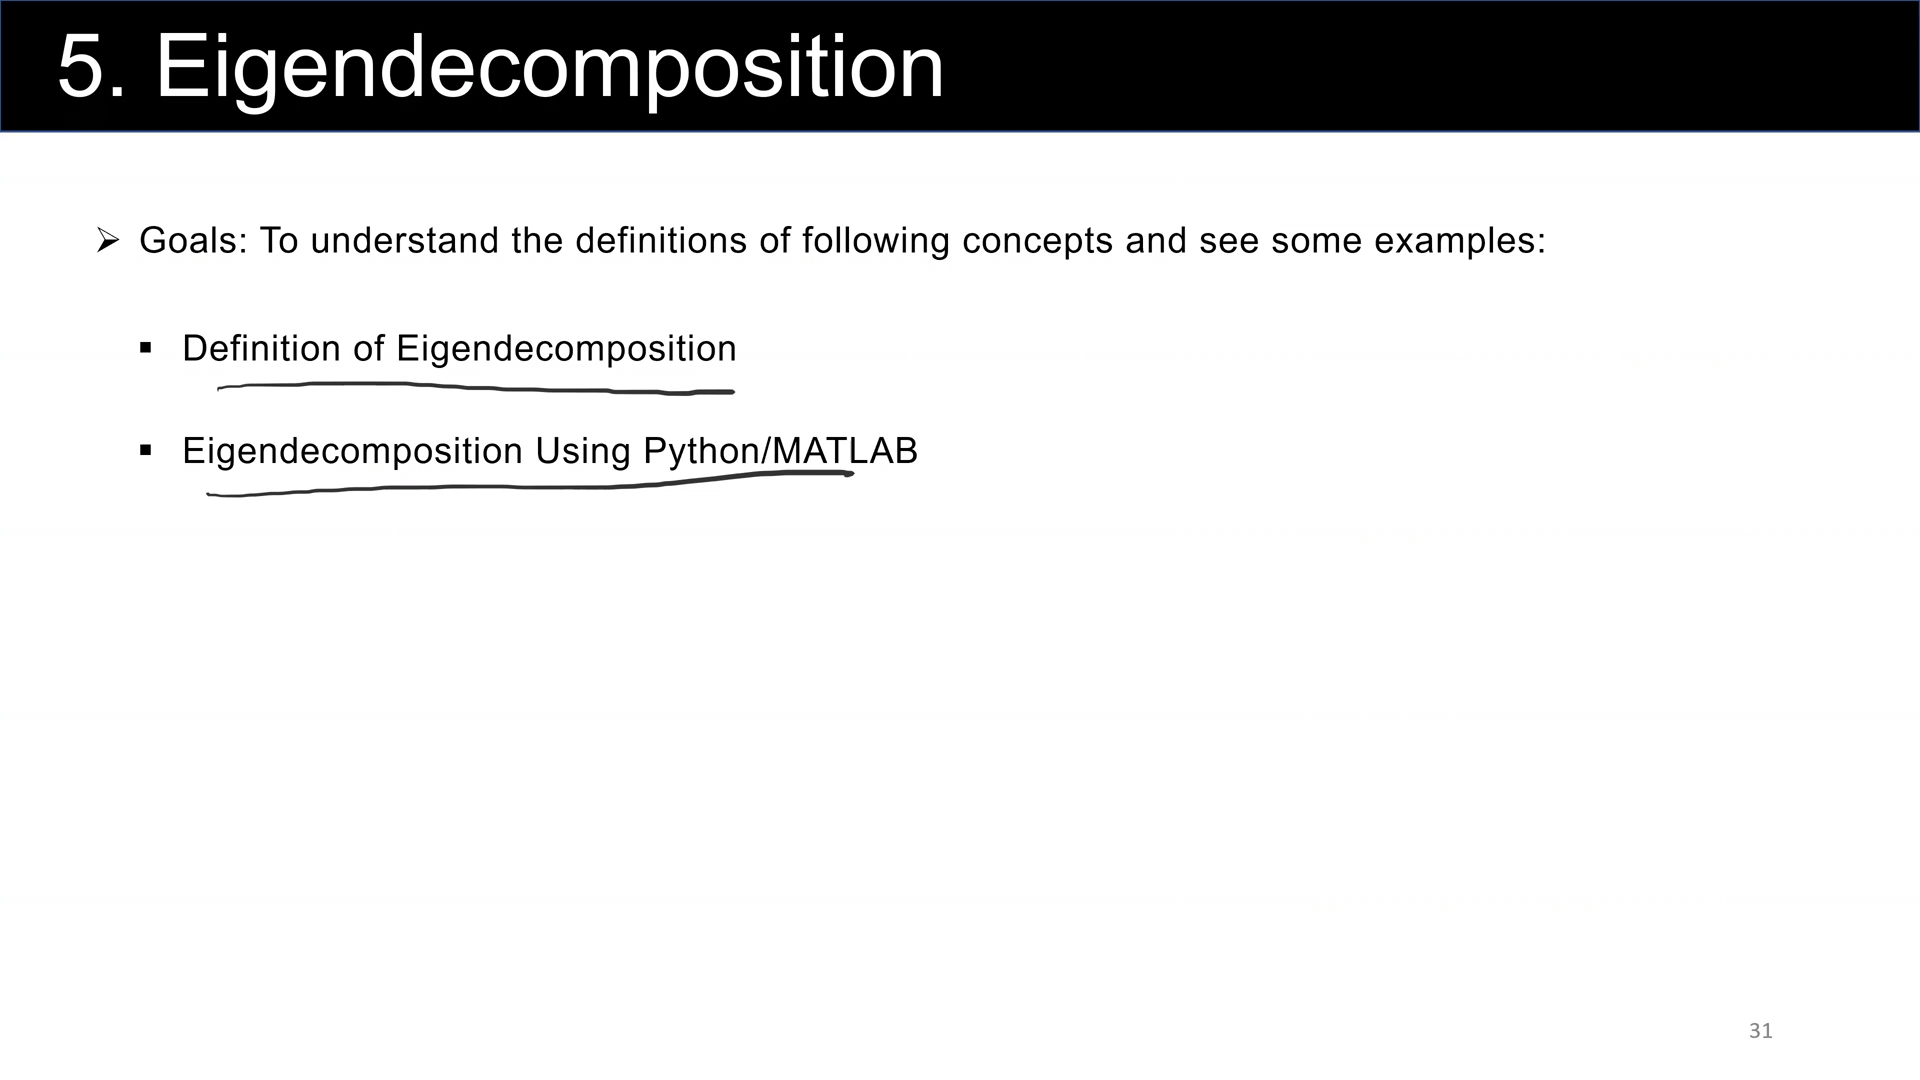 5. Eigendecomposition
➢ Goals: To understand the definitions of following concepts and see some examples:
▪ Definition of Eigendecomposition
▪ Eigendecomposition Using Python/MATLAB
31